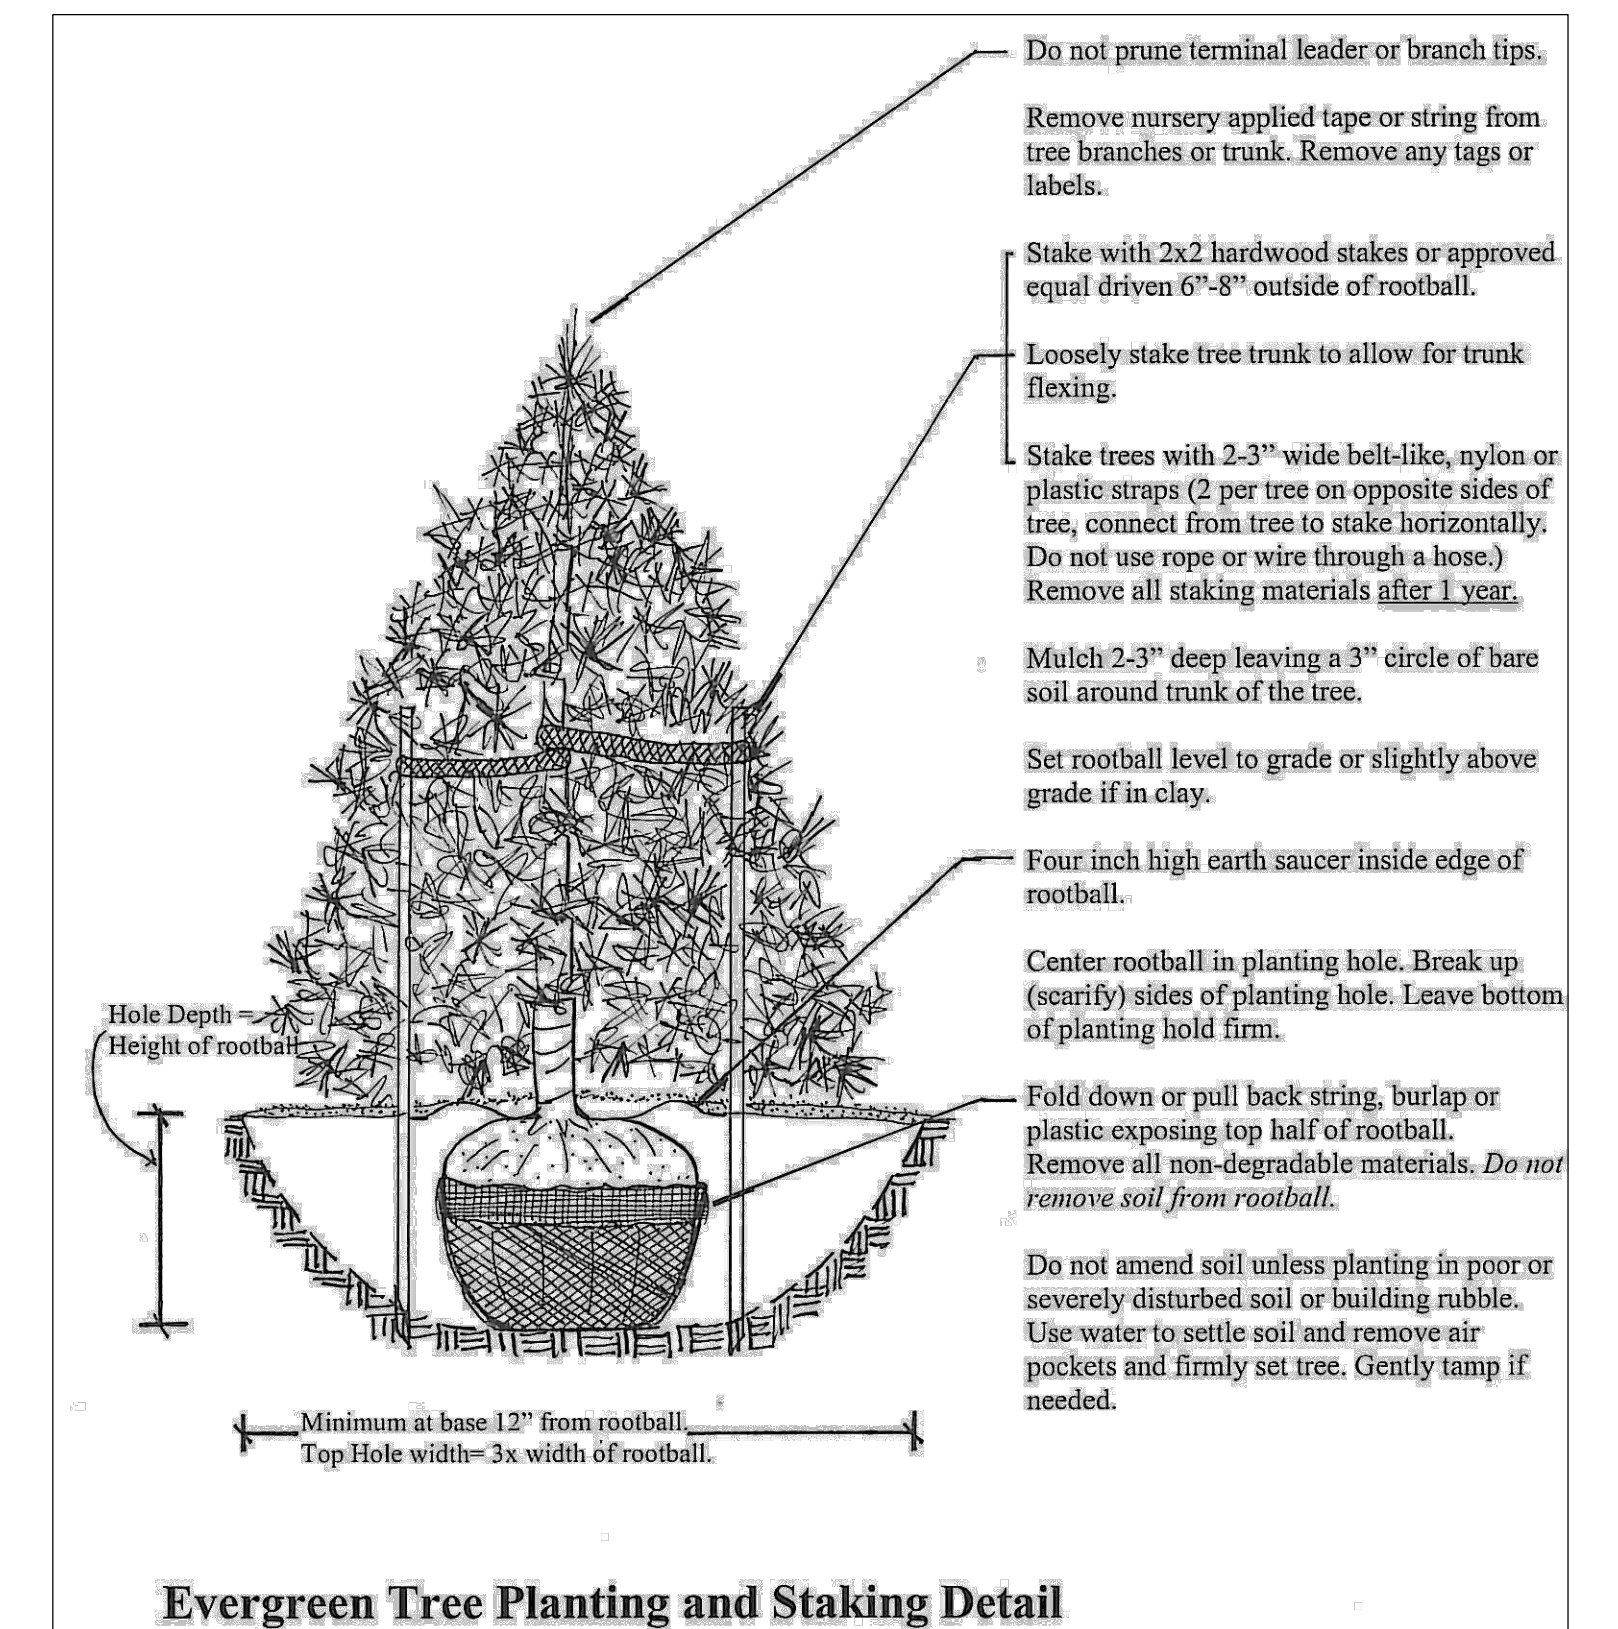 Do not prune terminal leader or branch tips.
Remove nursery applied tape or string from
tree branches or trunk. Remove any tags or
labels.
Stake with 2x2 hardwood stakes or approved
equal driven 6”-8” outside of rootball.
Loosely stake tree trunk to allow for trunk
flexing.
Stake trees with 2-3” wide belt-like, nylon or
plastic straps (2 per tree on opposite sides of
tree, connect from tree to stake horizontally.
Do not use rope or wire through a hose.)
Remove all staking materials after 1 year.
Mulch 2-3” deep leaving a 3” circle of bare
soil around trunk of the tree.
Set rootball level to grade or slightly above
grade if in clay.
Four inch high earth saucer inside edge of
rootball.
Center rootball in planting hole. Break up
(scarify) sides of planting hole. Leave bottom
of planting hold firm.
Fold down or pull back string, burlap or
plastic exposing top half of rootball.
Remove all non-degradable materials. Do not
remove soil from rootball.
Do not amend soil unless planting in poor or
severely disturbed soil or building rubble.
Use water to settle soil and remove air
pockets and firmly set tree. Gently tamp if
needed.
Hole Depth =
Height of rootball
Minimum at base 12” from rootball.
Top Hole width= 3x width of rootball.
Evergreen Tree Planting and Staking Detail